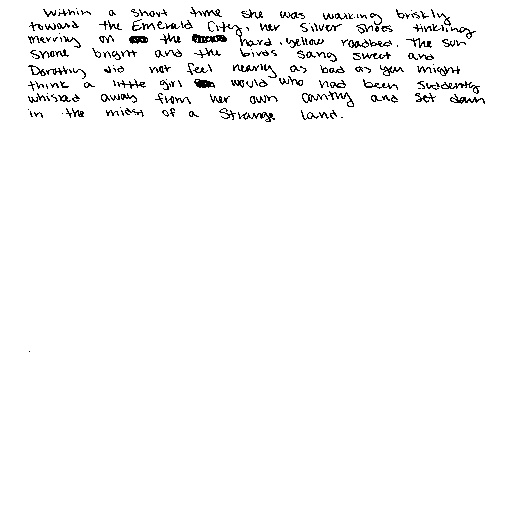 Within a short time she was walking briskly
toward the Emerald City, her Silver Shoes tinkling
merrily on the hard, yellow roadbed. The sun
shone bright and the birds sang sweet and
Dorothy did not feel nearly as bad as you might
think a little girl would who had been suddenly
whisked away from her own country and set down
in the midst of a strange land.